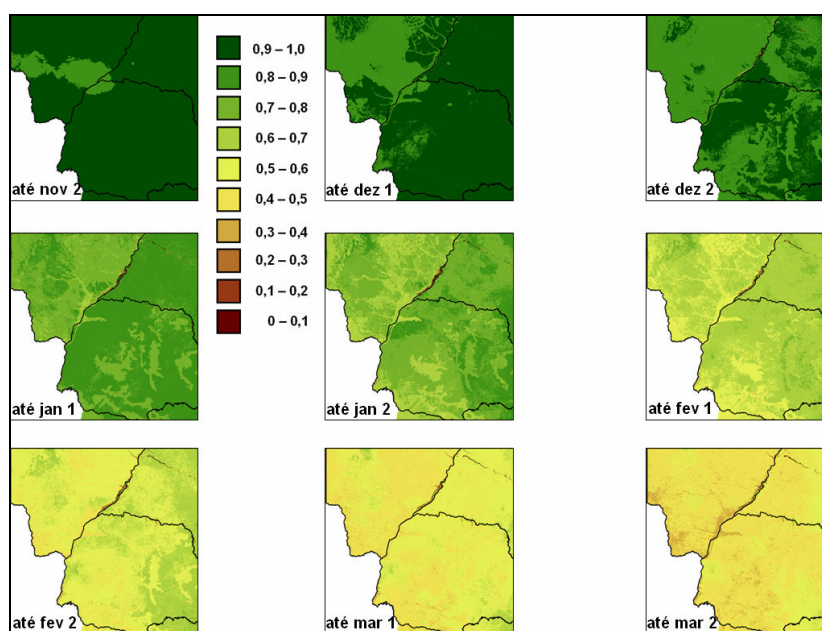 até nov 2
0,9 – 1,0
0,8 – 0,9
0,7 – 0,8
0,6 – 0,7
0,5 – 0,6
0,4 – 0,5
0,3 – 0,4
0,2 – 0,3
0,1 – 0,2
0 – 0,1
até dez 1
até dez 2
até jan 1
até jan 2
até fev 1
até fev 2
até mar 1
até mar 2